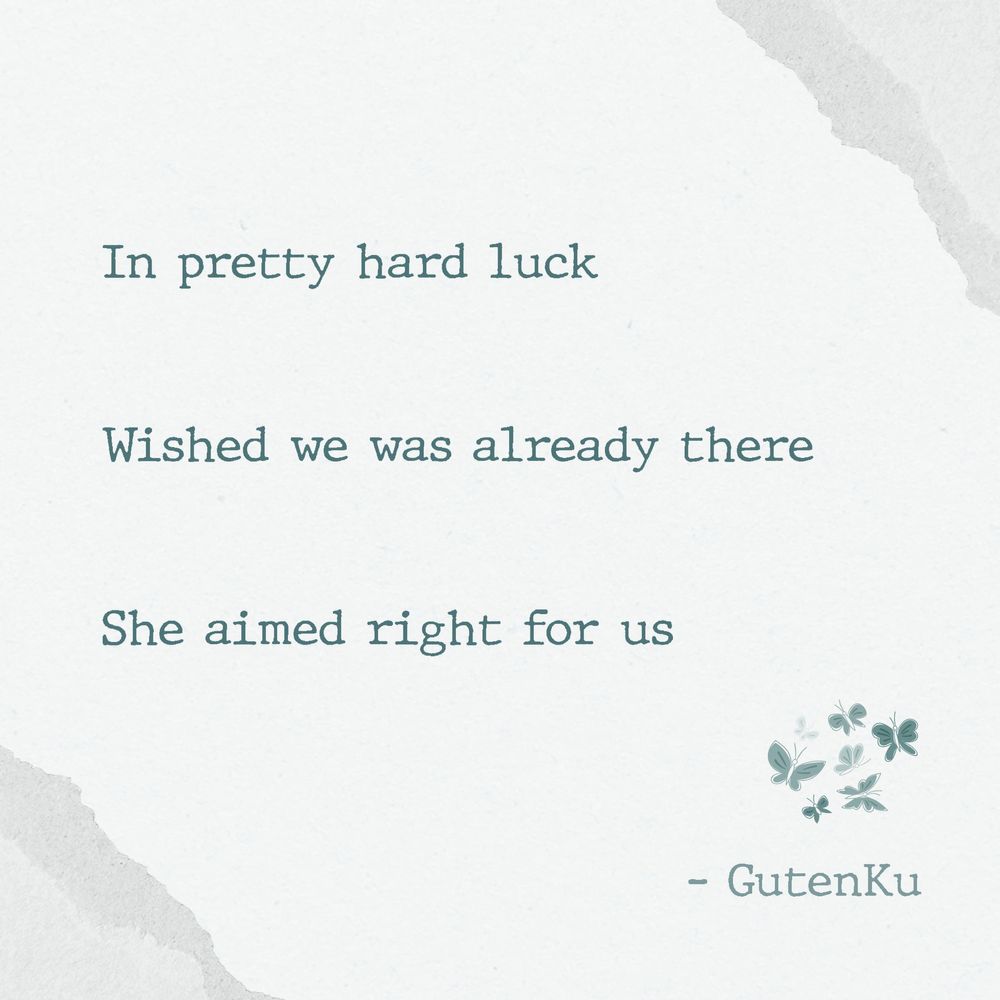 In pretty hard luck
Wished we was already there
She aimed right for us
- GutenKu